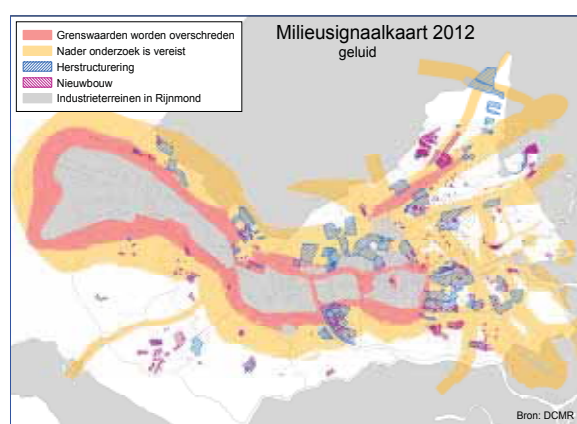 Milieusignaalkaart 2012
geluid
Grenswaarden worden overschreden
Nader onderzoek is vereist
Herstructurering
Nieuwbouw
Industrieterreinen in Rijnmond
Bron: DCMR